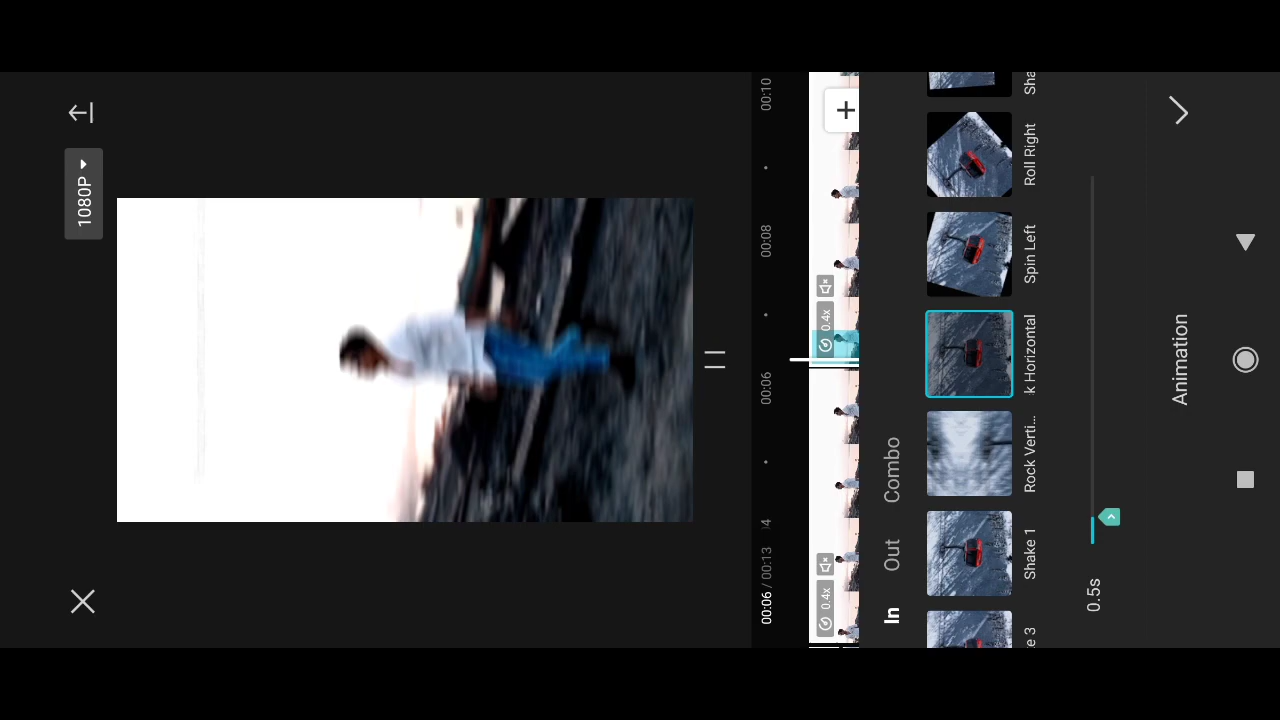 1080P
00:06 / 00:13
4
00:06
00:08
00:10
0.4x
0.4x
In
Out
Combo
e 3
Shake 1
Rock Verti...
k Horizontal
Spin Left
Roll Right
Sha
0.5s
Animation